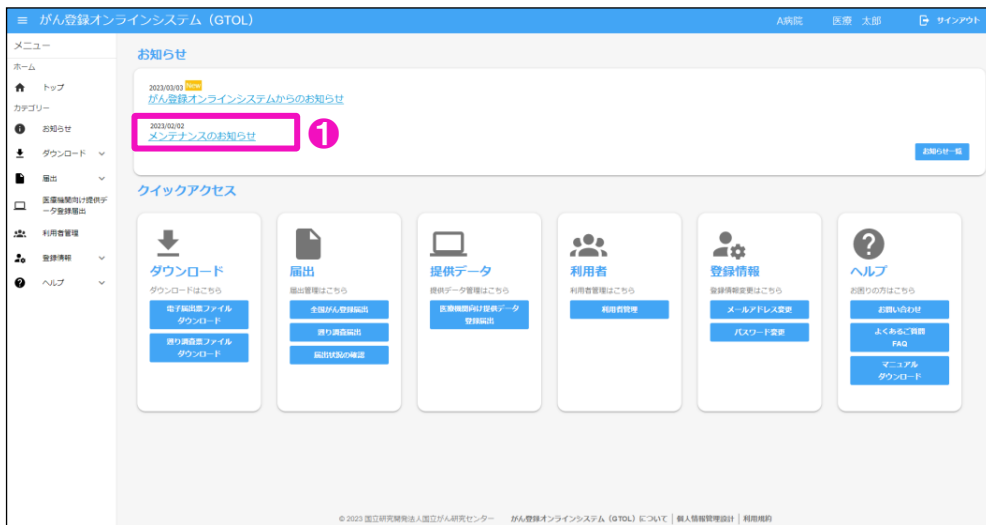 がん登録オンラインシステム（GTOL）
A病院 医療 太郎 サインアウト
メニュー
ホーム
トップ
カテゴリー
お知らせ
ダウンロード
届出
医療機関向け提供デ
ータ登録届出
利用者管理
登録情報
ヘルプ
お知らせ
2023/03/03 New
がん登録オンラインシステムからのお知らせ
2023/02/02
メンテナンスのお知らせ
1
お知らせ一覧
クイックアクセス
ダウンロード
ダウンロードはこちら
電子届出票ファイル
ダウンロード
遡り調査票ファイル
ダウンロード
届出
届出管理はこちら
全国がん登録届出
遡り調査届出
届出状況の確認
提供データ
提供データ管理はこちら
医療機関向け提供データ
登録届出
利用者
利用者管理はこちら
利用者管理
登録情報
登録情報変更はこちら
メールアドレス変更
パスワード変更
ヘルプ
お困りの方はこちら
お問い合わせ
よくあるご質問
FAQ
マニュアル
ダウンロード
© 2023 国立研究開発法人国立がん研究センター がん登録オンラインシステム（GTOL）について | 個人情報管理設計 | 利用規約